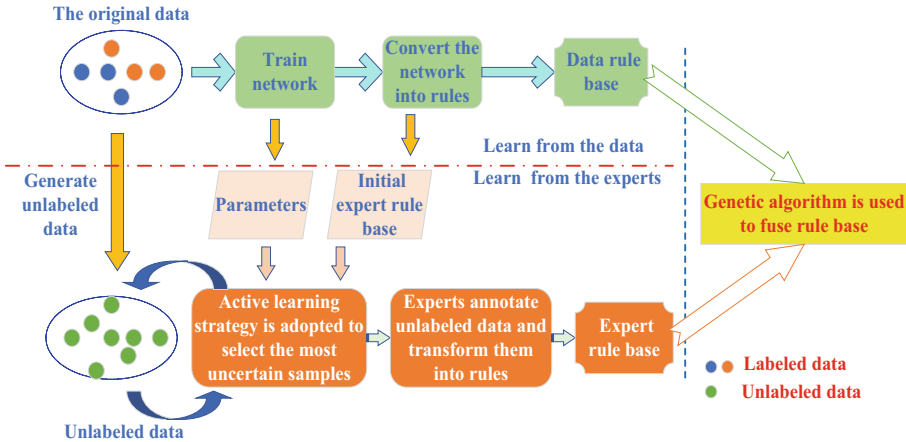 The original data
Train
network
Convert the
network
into rules
Data rule
base
Learn from the data
Learn from the experts
Generate
unlabeled
data
Parameters
Initial
expert rule
base
Genetic algorithm is used
to fuse rule base
Active learning
strategy is adopted to
select the most
uncertain samples
Experts annotate
unlabeled data and
transform them
into rules
Expert
rule base
Labeled data
Unlabeled data
Unlabeled data